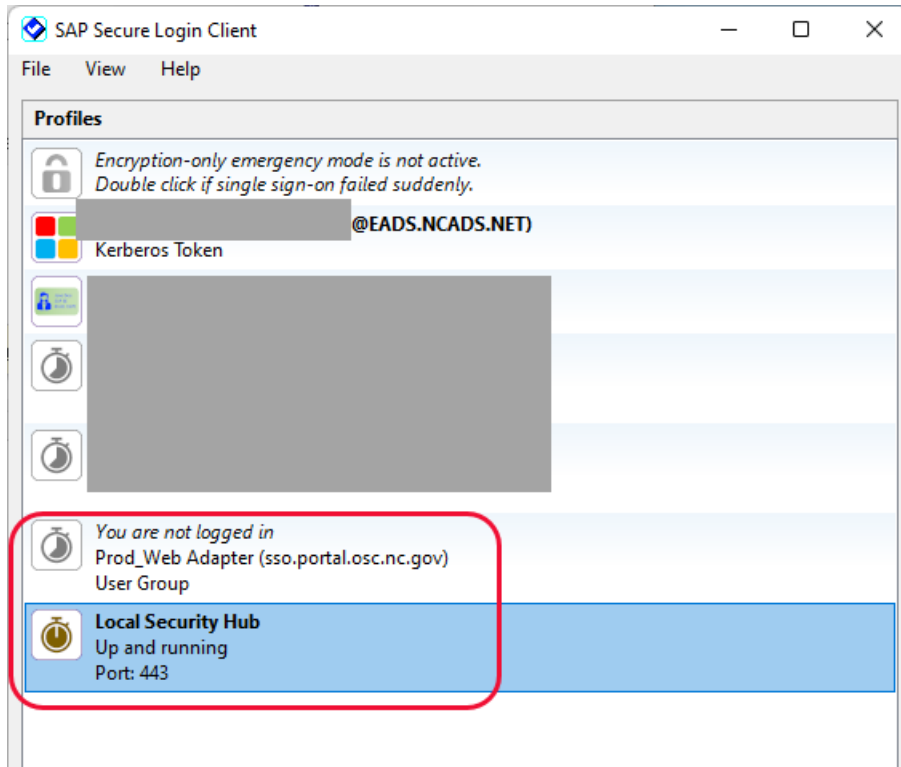 SAP Secure Login Client
File View Help
Profiles
Encryption-only emergency mode is not active.
Double click if single sign-on failed suddenly.
@EADS.NCADS.NET)
Kerberos Token
You are not logged in
Prod_Web Adapter (sso.portal.osc.nc.gov)
User Group
Local Security Hub
Up and running
Port: 443